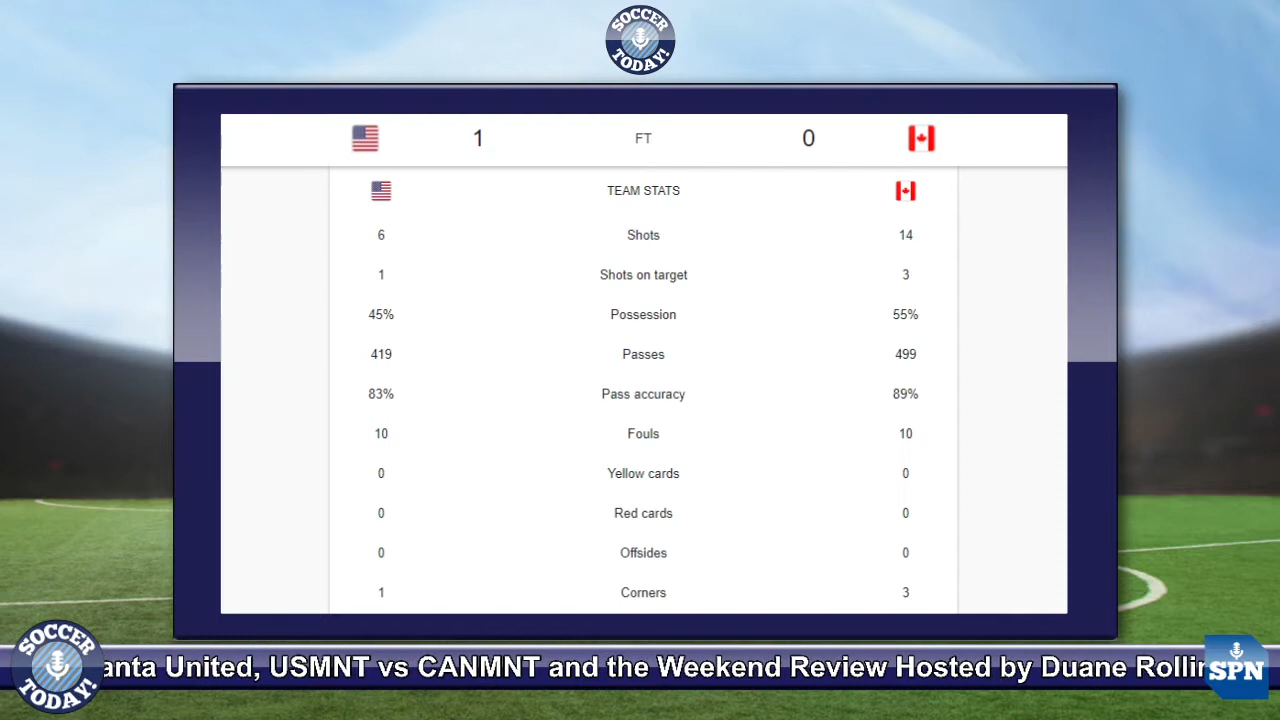 SOCCER
TODAY!
1 FT 0
TEAM STATS
6 Shots 14
1 Shots on target 3
45% Possession 55%
419 Passes 499
83% Pass accuracy 89%
10 Fouls 10
0 Yellow cards 0
0 Red cards 0
0 Offsides 0
1 Corners 3
SOCCER
TODAY!
anta United, USMNT vs CANMNT and the Weekend Review Hosted by Duane Rollin
SPN